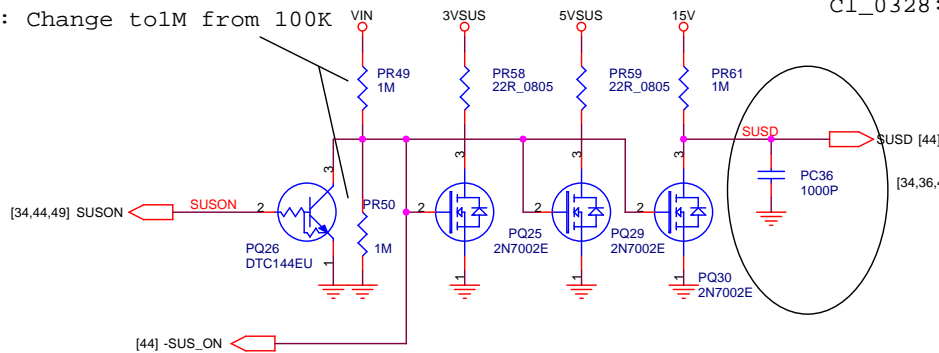 : Change to1M from 100K
CI_0328:
VIN
3VSUS
5VSUS
15V
PR49
1M
PR58
22R_0805
PR59
22R_0805
PR61
1M
SUSD
SUSD [44]
3
3
3
3
PC36
1000P
[34,36,4
[34,44,49] SUSON
SUSON
2
PR50
1M
2
2
2
PQ26
DTC144EU
1
PQ25
2N7002E
1
PQ29
2N7002E
1
PQ30
2N7002E
1
[44] -SUS_ON